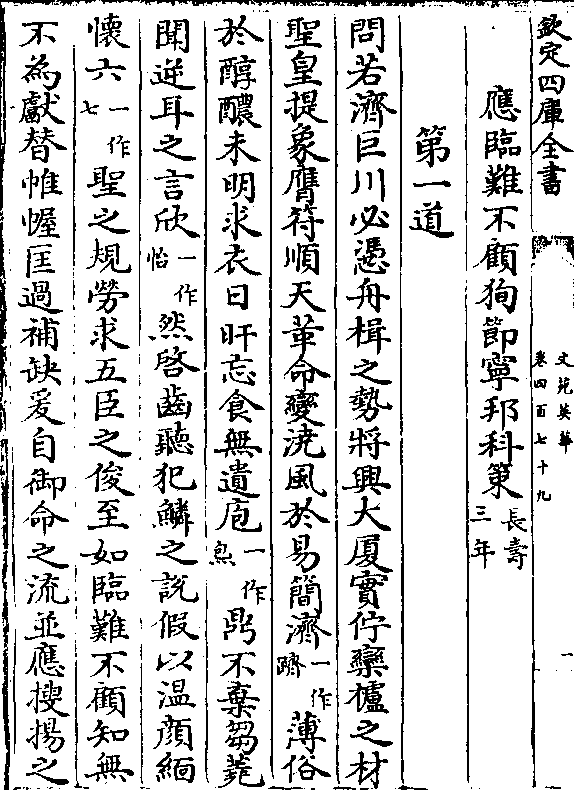 欽定四庫全書
文苑英華
卷四百七十九
一
應臨難不顧狥節寧邦科策長壽三年
第一道
問若濟巨川必憑舟楫之勢將興大厦實佇欒櫨之材
聖皇提象膺符順天革命變澆風於易簡濟一作躋薄俗
於醇醲未明求衣日旰忘食無遺庖一作魚鼎不棄芻蕘
聞逆耳之言欣一作怡然啓齒聽犯鱗之說假以温顔緬
懷六一作七聖之規勞求五臣之俊至如臨難不顧知無
不為獻替帷幄匡過補缺爰自御命之流並應搜揚之